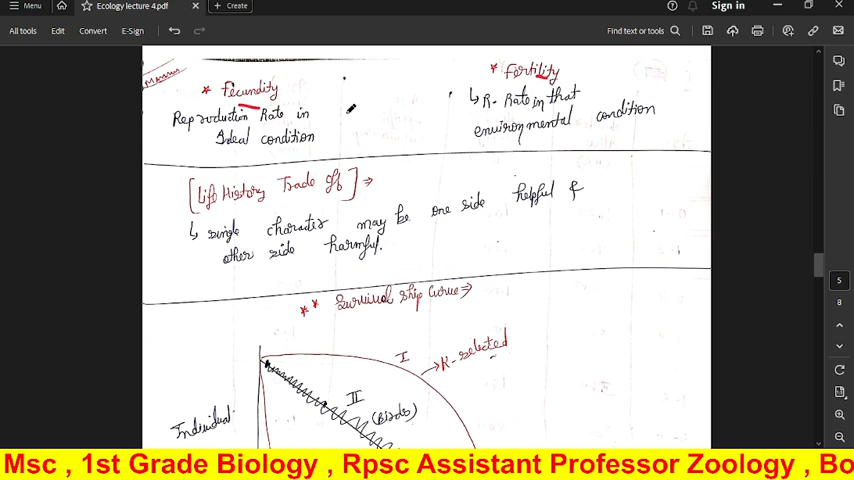 Menu
Ecology lecture 4.pdf
Create
Sign in
All tools
Edit
Convert
E-Sign
Find text or tools
* Fecundity
Reproduction Rate in
Ideal condition
* Fertility
R- Rate in that
environmental condition
[Life History Trade off] ⇒
single character may be one side helpful &
other side harmful.
** Survival ship Curve ⇒
I
→ K-selected
II
(Birds)
Individual
5
8
Msc , 1st Grade Biology , Rpsc Assistant Professor Zoology , Bo